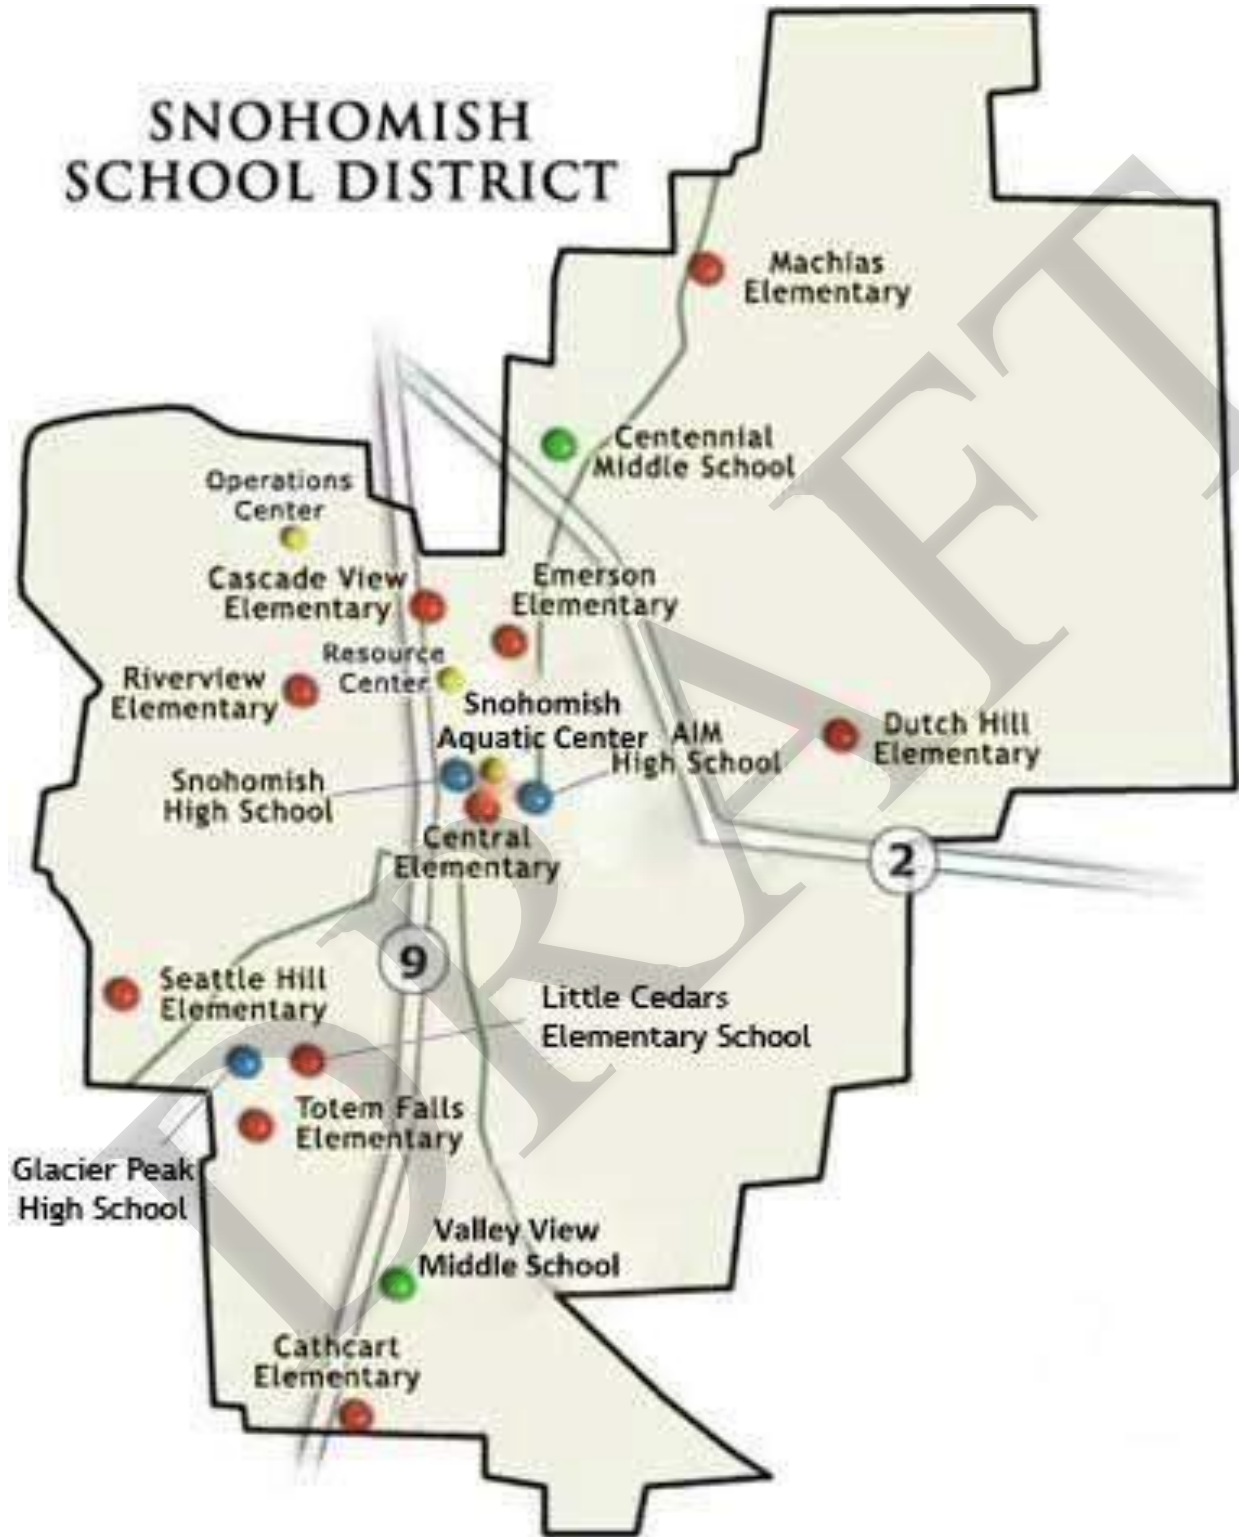 SNOHOMISH
SCHOOL DISTRICT
Machias
Elementary
Centennial
Middle School
Operations
Center
Cascade View
Elementary
Emerson
Elementary
Resource
Center
Riverview
Elementary
Snohomish
Aquatic Center
AIM
High School
Dutch Hill
Elementary
Snohomish
High School
Central
Elementary
2
9
Seattle Hill
Elementary
Little Cedars
Elementary School
Totem Falls
Elementary
Glacier Peak
High School
Valley View
Middle School
Cathcart
Elementary
DRAFT